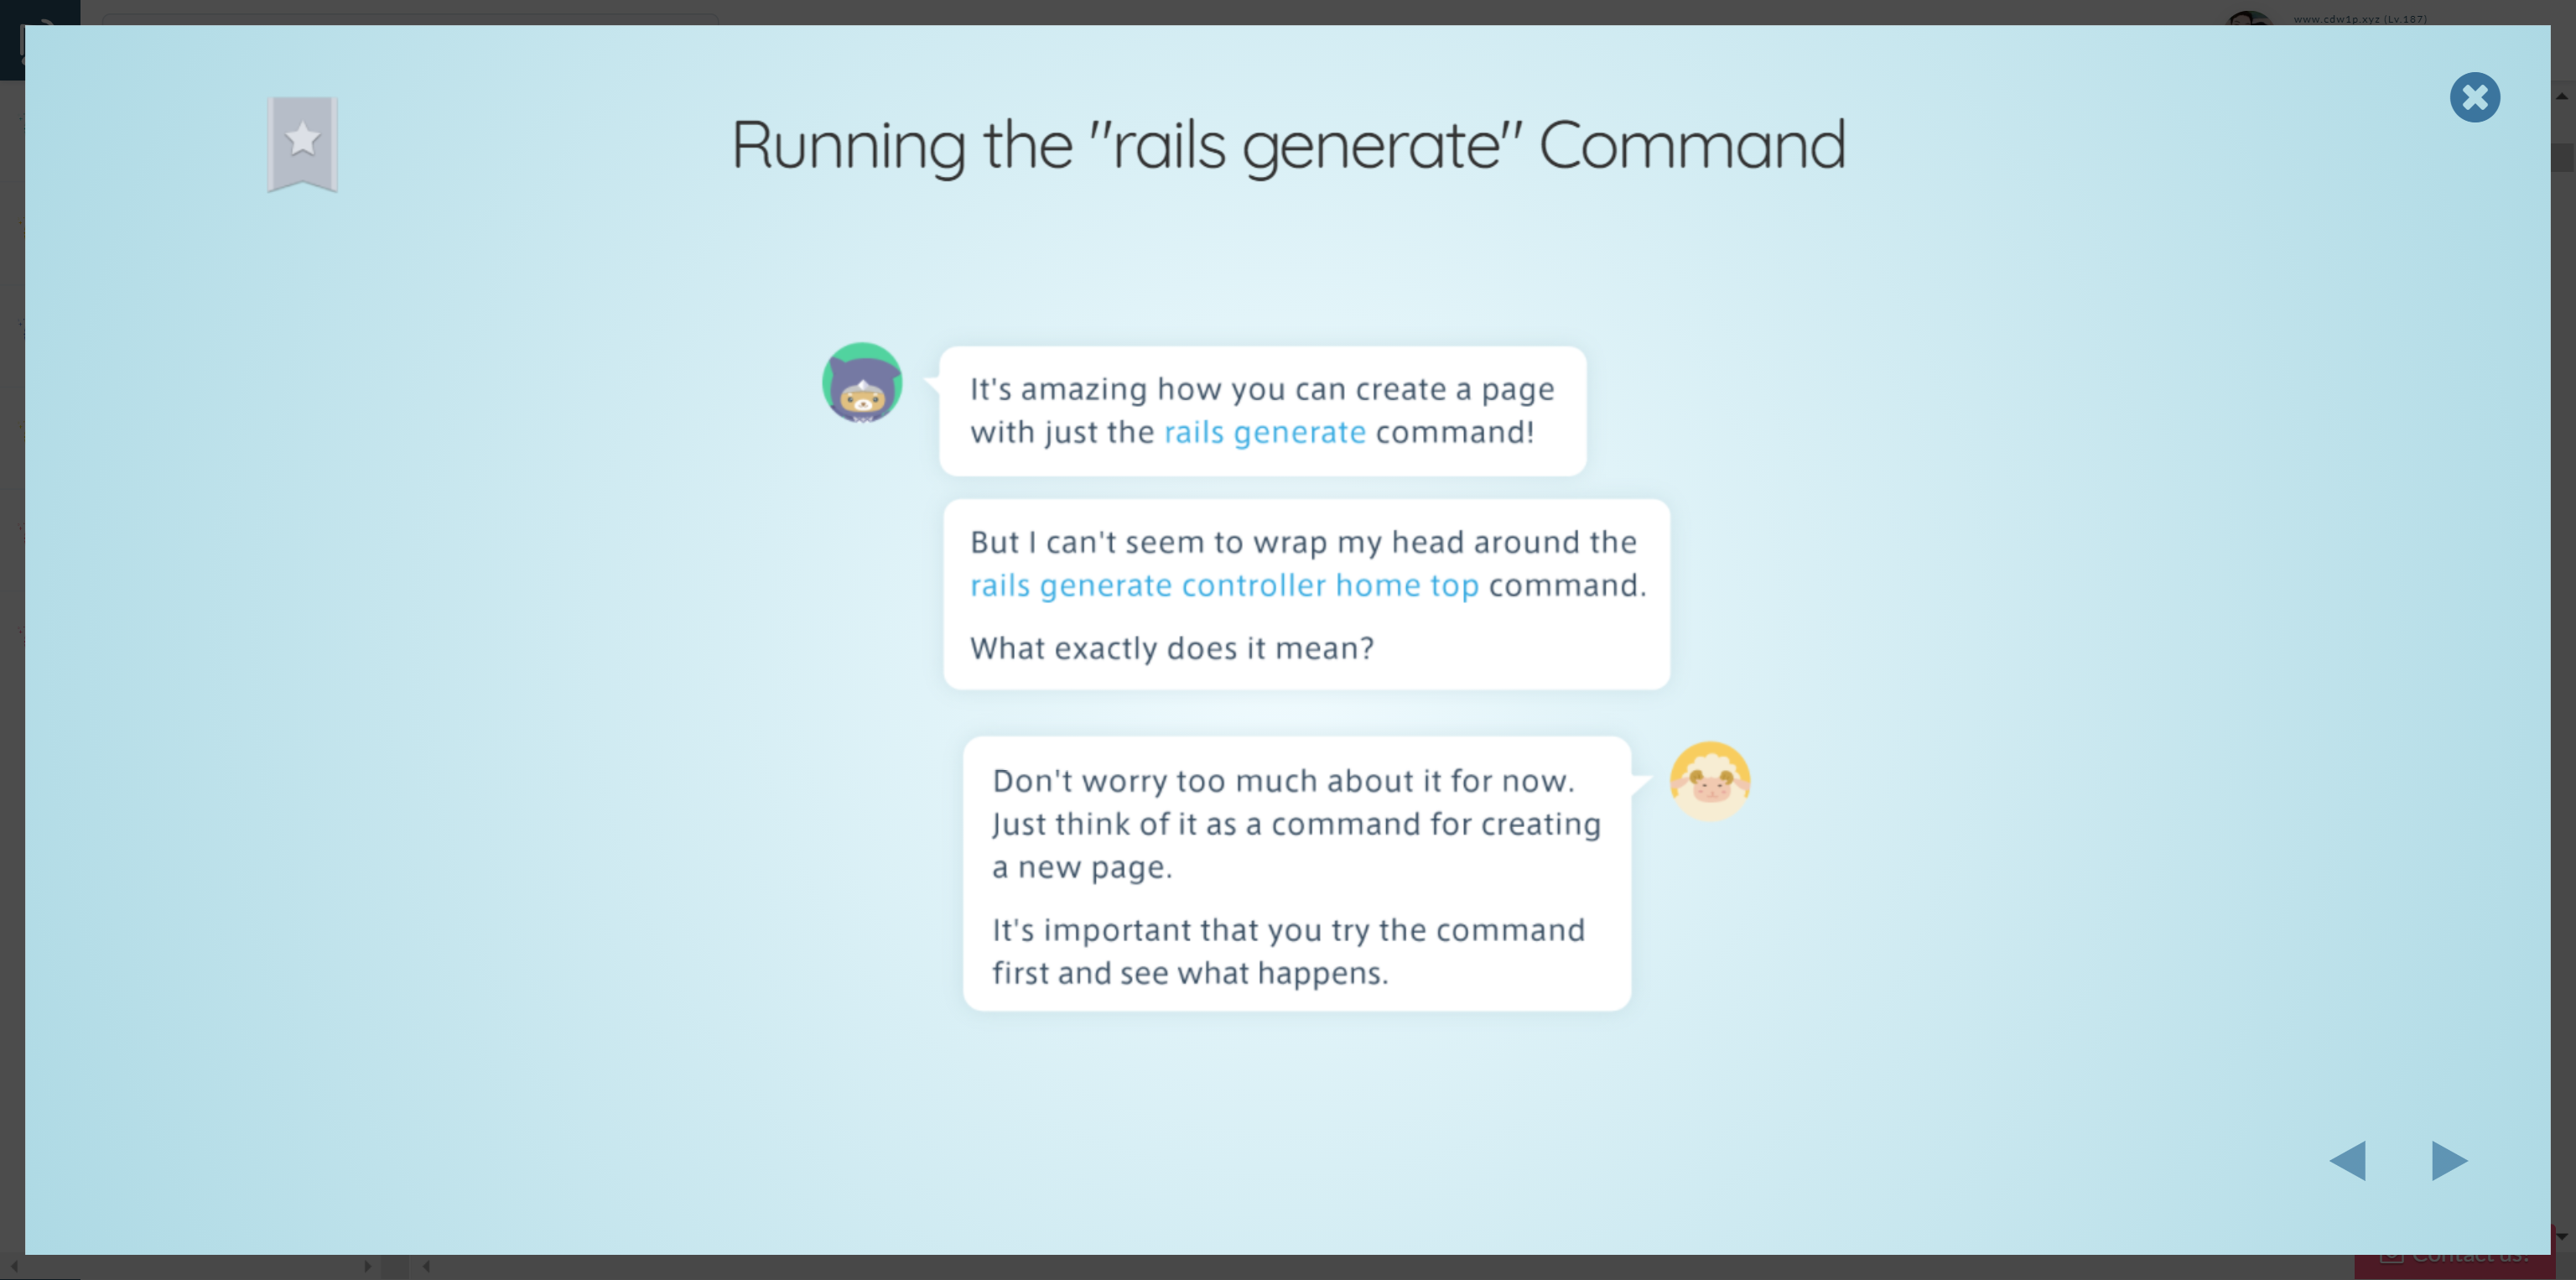 www.cdw1p.xyz (Lv.187)
Running the "rails generate" Command
It's amazing how you can create a page
with just the rails generate command!
But I can't seem to wrap my head around the
rails generate controller home top command.
What exactly does it mean?
Don't worry too much about it for now.
Just think of it as a command for creating
a new page.
It's important that you try the command
first and see what happens.
Contact us!